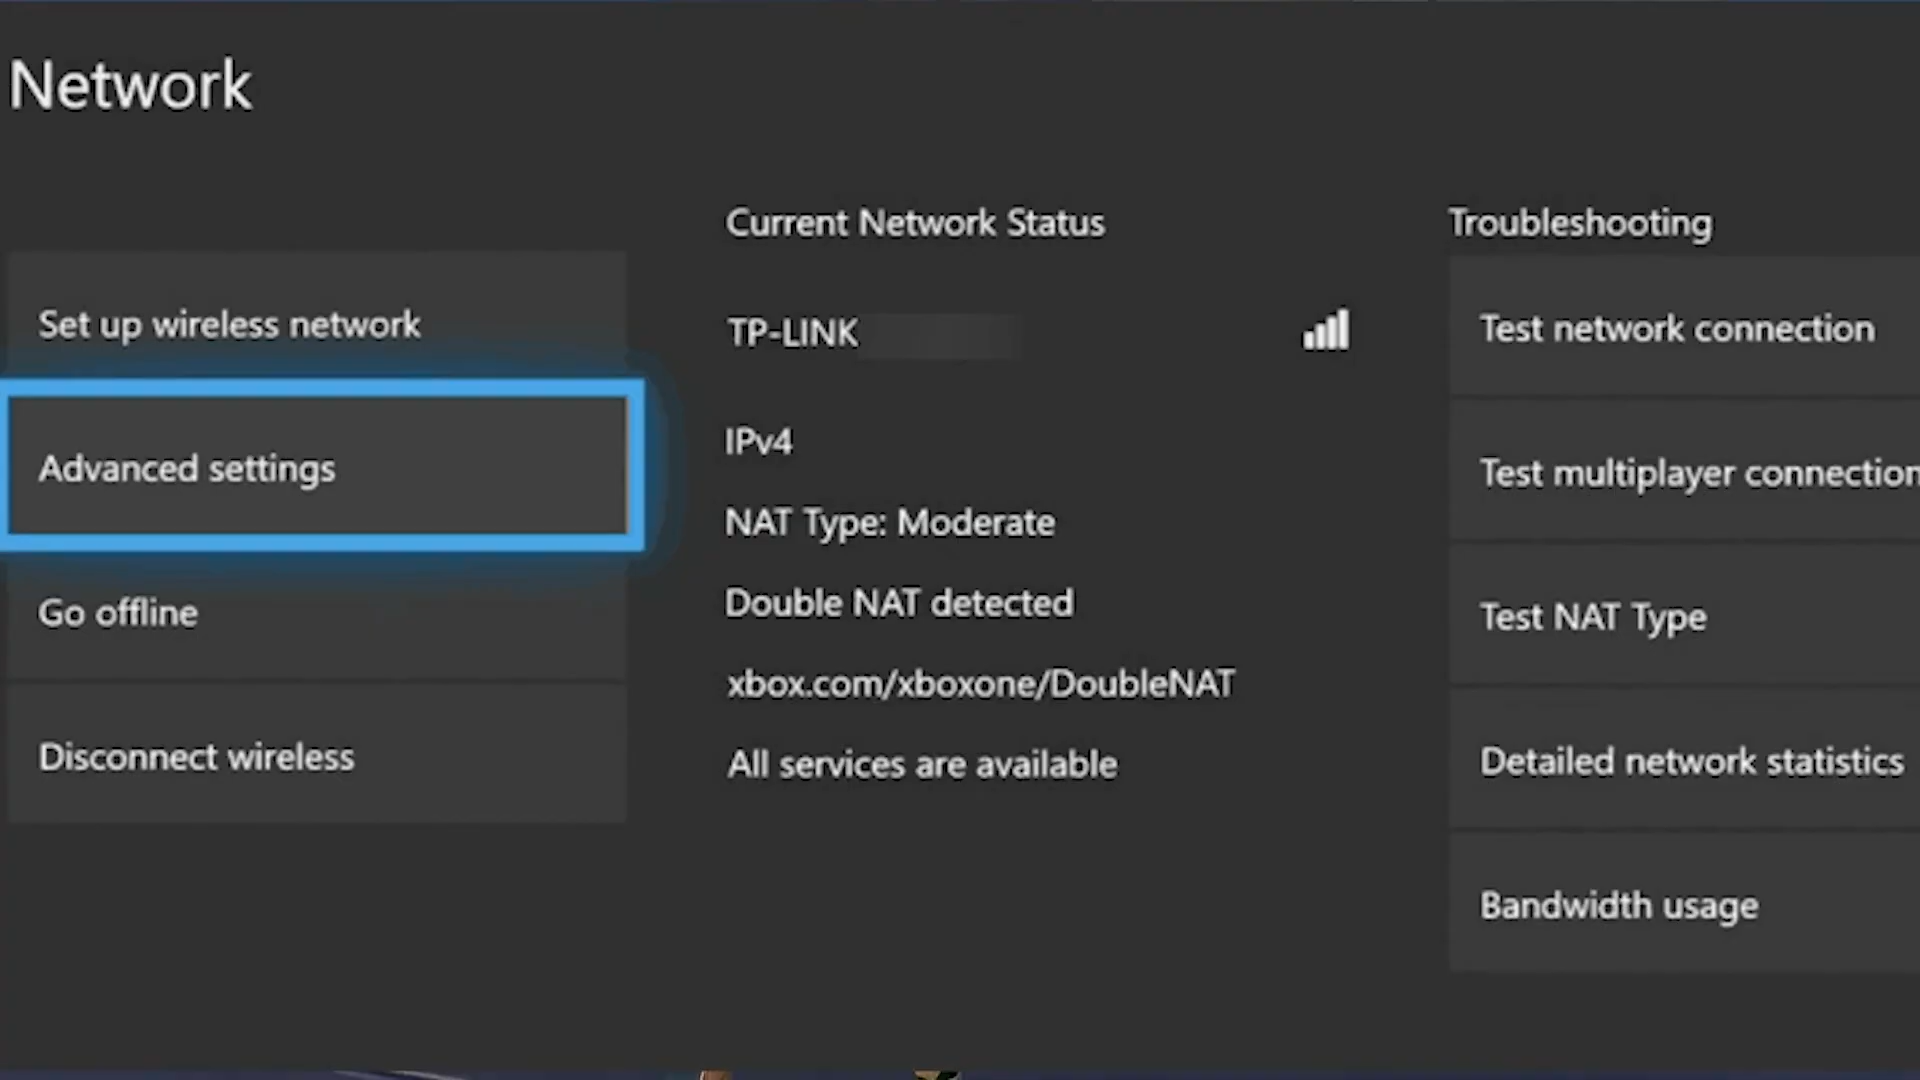 Network
Set up wireless network
Advanced settings
Go offline
Disconnect wireless
Current Network Status
TP-LINK
IPv4
NAT Type: Moderate
Double NAT detected
xbox.com/xboxone/DoubleNAT
All services are available
Troubleshooting
Test network connection
Test multiplayer connection
Test NAT Type
Detailed network statistics
Bandwidth usage